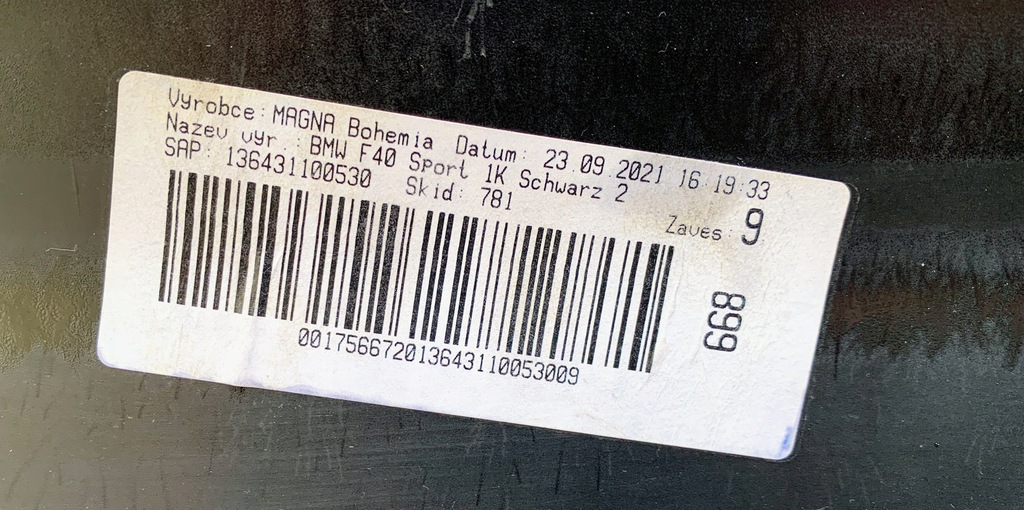 Vyrobce: MAGNA Bohemia Datum: 23.09.2021 16:19:33
Nazev vyr.: BMW F40 Sport 1K Schwarz 2
SAP: 136431100530 Skid: 781
Zaves: 9
899
001756672013643110053009